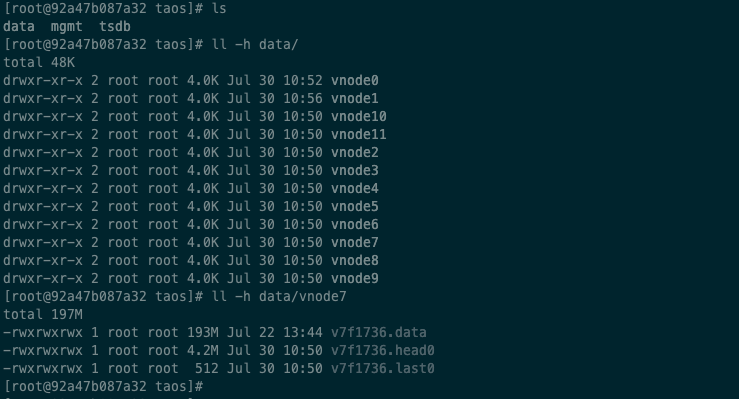 [root@92a47b087a32 taos]# ls
data  mgmt  tsdb
[root@92a47b087a32 taos]# ll -h data/
total 48K
drwxr-xr-x 2 root root 4.0K Jul 30 10:52 vnode0
drwxr-xr-x 2 root root 4.0K Jul 30 10:56 vnode1
drwxr-xr-x 2 root root 4.0K Jul 30 10:50 vnode10
drwxr-xr-x 2 root root 4.0K Jul 30 10:50 vnode11
drwxr-xr-x 2 root root 4.0K Jul 30 10:50 vnode2
drwxr-xr-x 2 root root 4.0K Jul 30 10:50 vnode3
drwxr-xr-x 2 root root 4.0K Jul 30 10:50 vnode4
drwxr-xr-x 2 root root 4.0K Jul 30 10:50 vnode5
drwxr-xr-x 2 root root 4.0K Jul 30 10:50 vnode6
drwxr-xr-x 2 root root 4.0K Jul 30 10:50 vnode7
drwxr-xr-x 2 root root 4.0K Jul 30 10:50 vnode8
drwxr-xr-x 2 root root 4.0K Jul 30 10:50 vnode9
[root@92a47b087a32 taos]# ll -h data/vnode7
total 197M
-rwxrwxrwx 1 root root 193M Jul 22 13:44 v7f1736.data
-rwxrwxrwx 1 root root 4.2M Jul 30 10:50 v7f1736.head0
-rwxrwxrwx 1 root root  512 Jul 30 10:50 v7f1736.last0
[root@92a47b087a32 taos]#